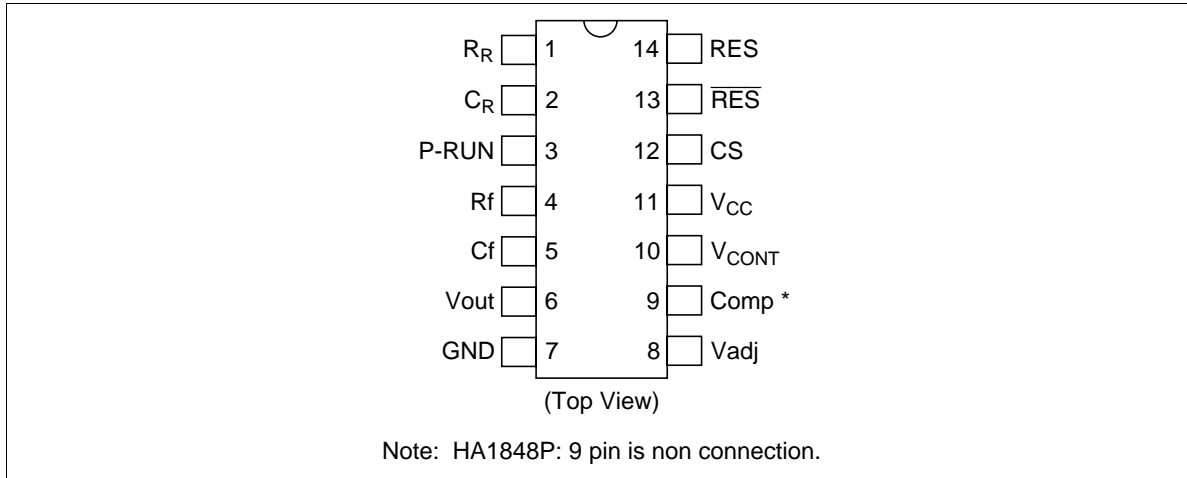 R_R 1 14 RES
C_R 2 13 R̅E̅S̅
P-RUN 3 12 CS
Rf 4 11 V_CC
Cf 5 10 V_CONT
Vout 6 9 Comp *
GND 7 8 Vadj
(Top View)
Note: HA1848P: 9 pin is non connection.